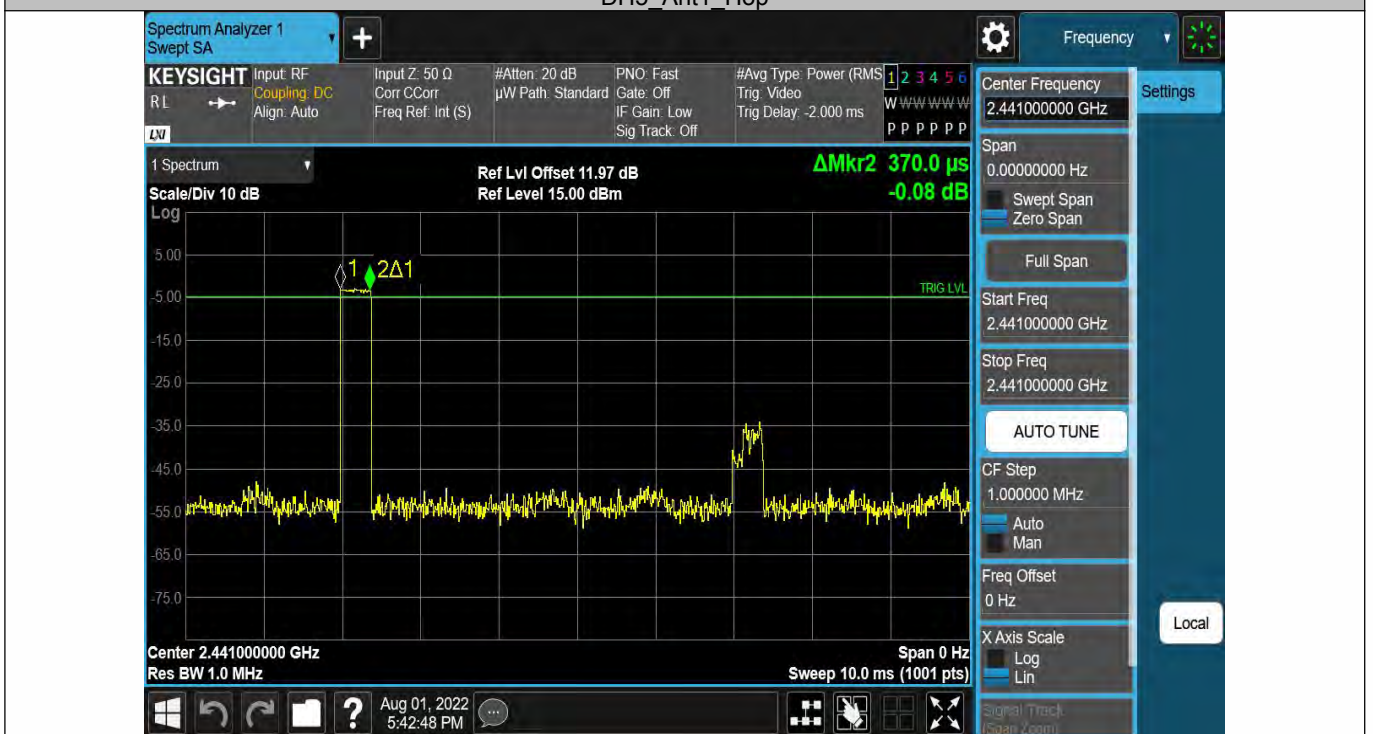 Spectrum Analyzer 1
Swept SA
Frequency
KEYSIGHT
Input: RF
Input Z: 50 Ω
#Atten: 20 dB
PNO: Fast
#Avg Type: Power (RMS
1 2 3 4 5 6
R L
Coupling: DC
Corr CCorr
µW Path: Standard
Gate: Off
Trig: Video
W W W W W W
Align: Auto
Freq Ref: Int (S)
IF Gain: Low
Trig Delay: -2.000 ms
Sig Track: Off
P P P P P P
LXI
1 Spectrum
Ref Lvl Offset 11.97 dB
ΔMkr2 370.0 µs
Scale/Div 10 dB
Ref Level 15.00 dBm
-0.08 dB
Log
5.00
1
2Δ1
-5.00
TRIG LVL
-15.0
-25.0
-35.0
-45.0
-55.0
-65.0
-75.0
Center 2.441000000 GHz
Span 0 Hz
Res BW 1.0 MHz
Sweep 10.0 ms (1001 pts)
Center Frequency
2.441000000 GHz
Settings
Span
0.00000000 Hz
Swept Span
Zero Span
Full Span
Start Freq
2.441000000 GHz
Stop Freq
2.441000000 GHz
AUTO TUNE
CF Step
1.000000 MHz
Auto
Man
Freq Offset
0 Hz
X Axis Scale
Log
Lin
Local
Signal Track
(Span Zoom)
?
Aug 01, 2022
5:42:48 PM